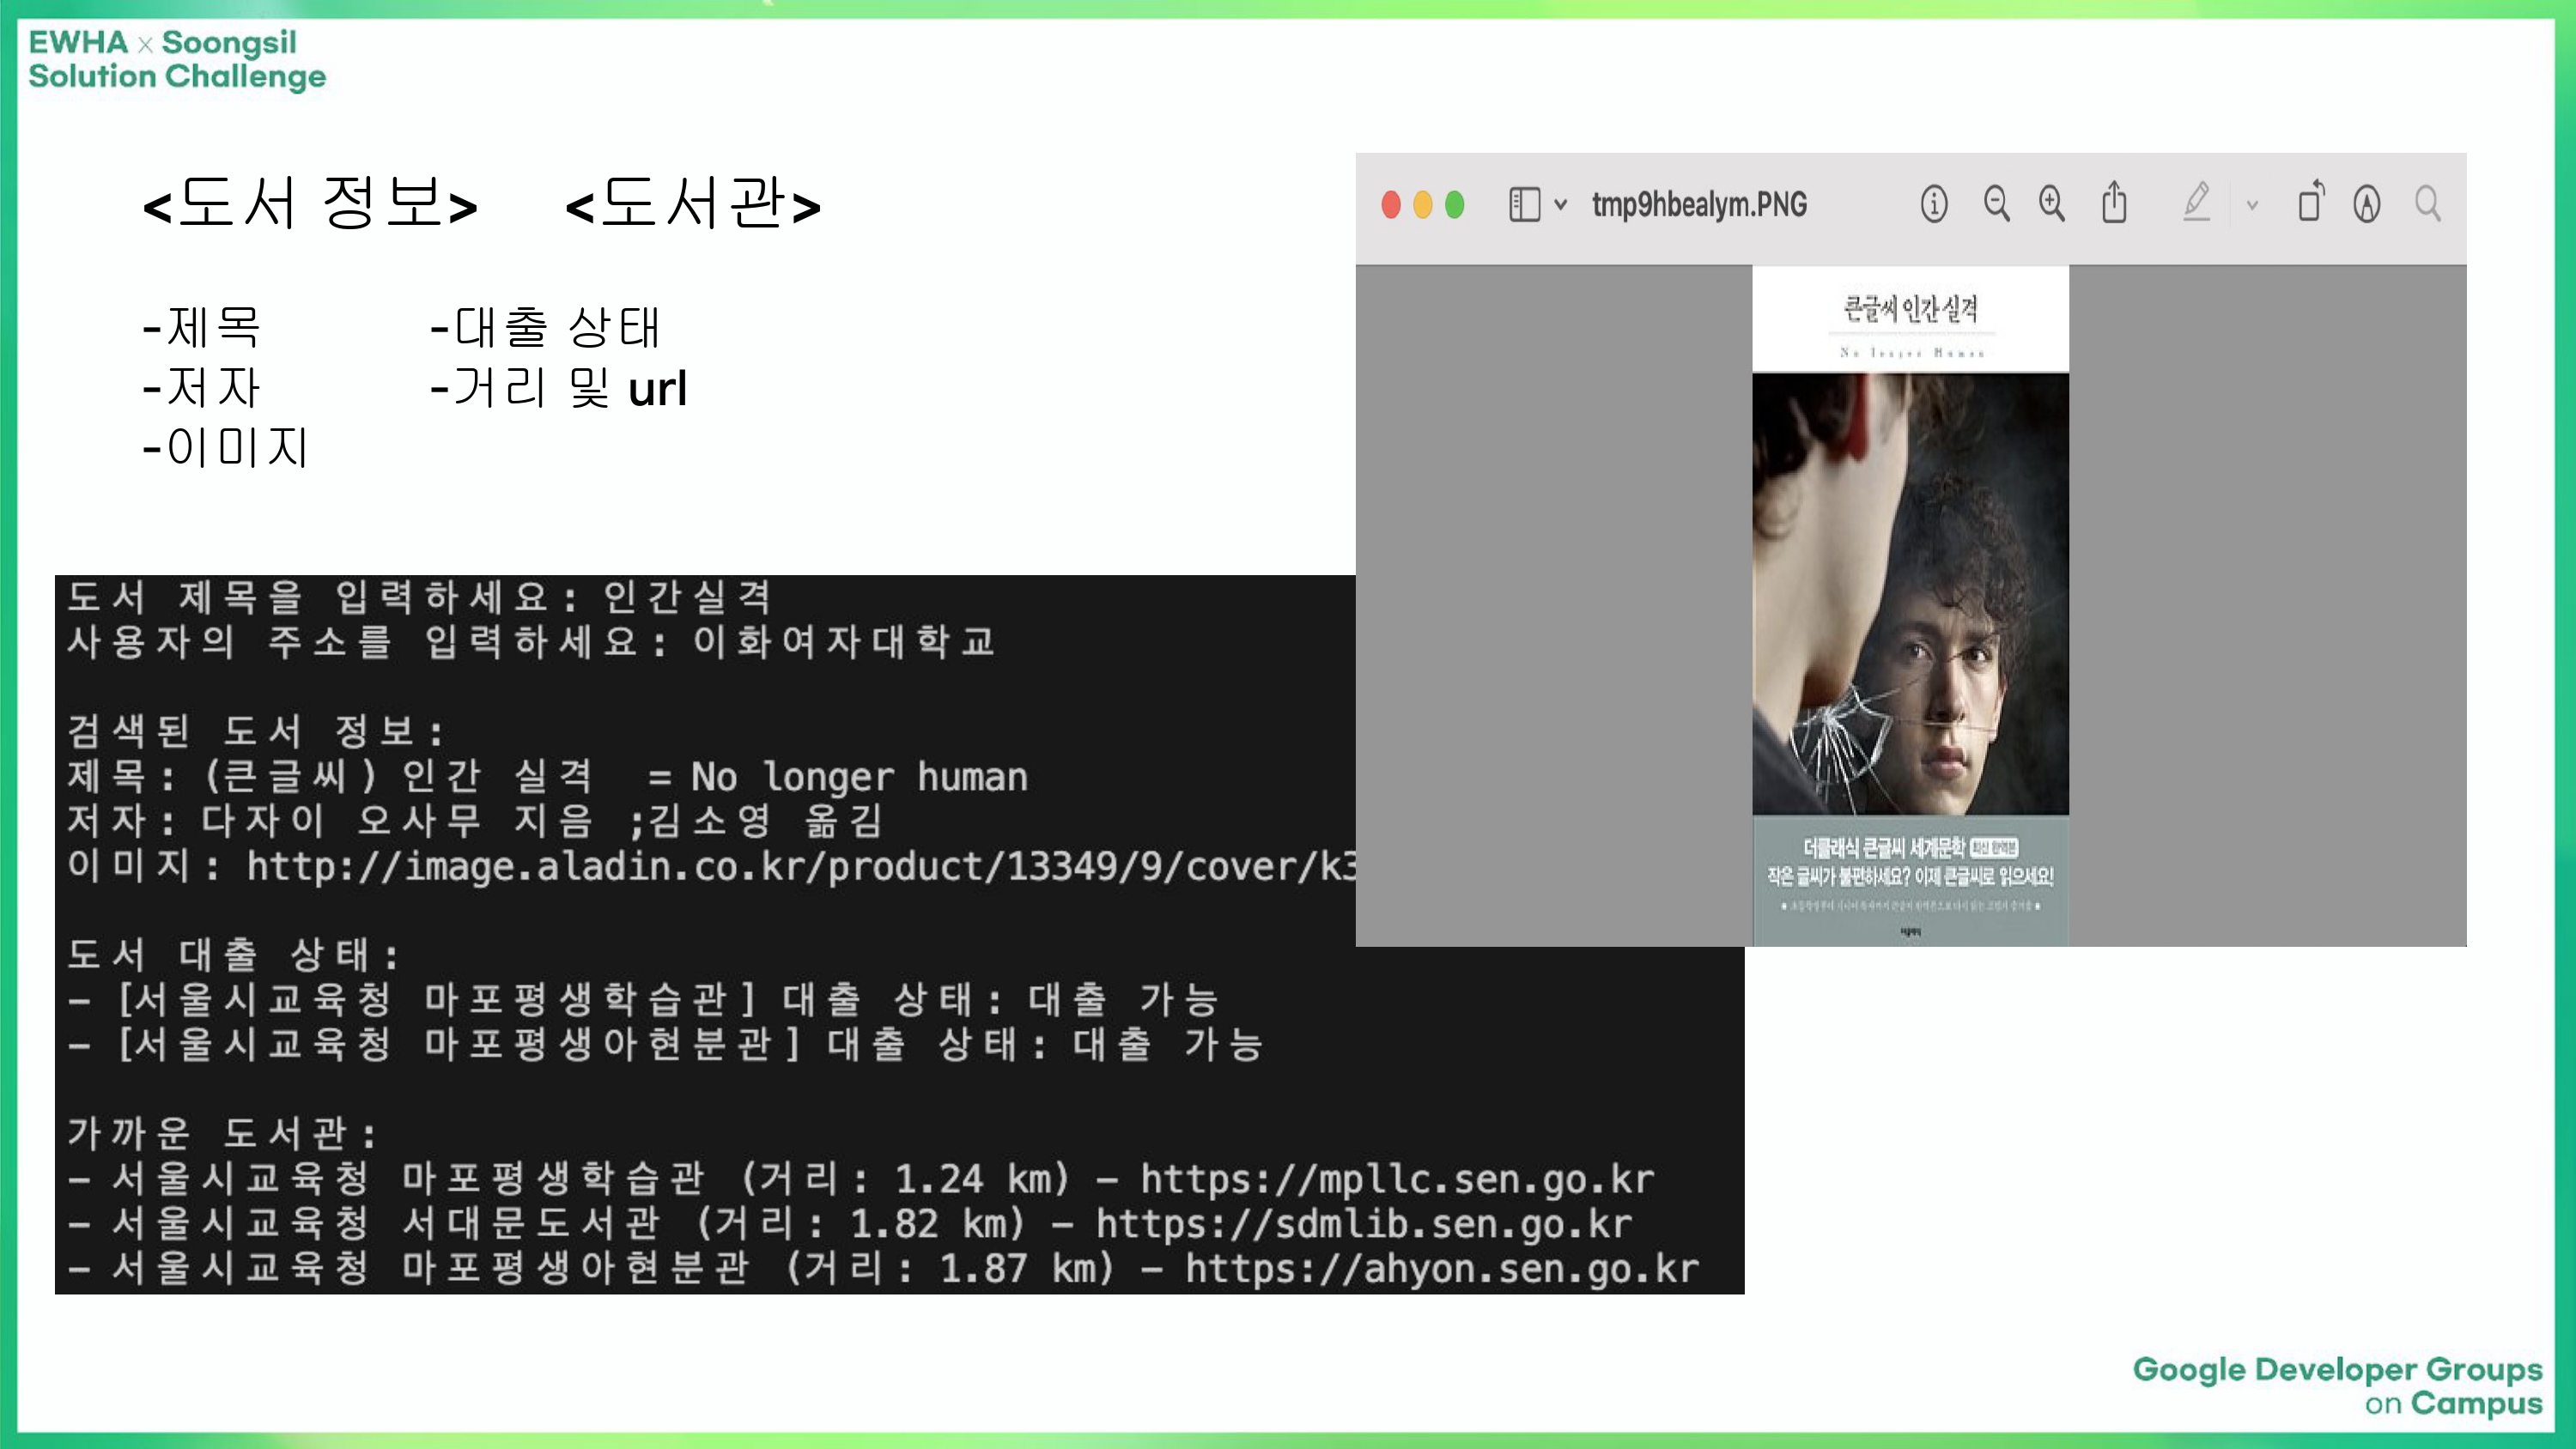 EWHA x Soongsil
Solution Challenge
<도서 정보> <도서관>
-제목
-저자
-이미지
-대출 상태
-거리 및 url
tmp9hbealym.PNG
큰글씨 인간 실격
No longer Human
더클래식 큰글씨 세계문학
작은 글씨가 불편하세요? 이제 큰글씨로 읽으세요!
도서 제목을 입력하세요: 인간실격
사용자의 주소를 입력하세요: 이화여자대학교
검색된 도서 정보:
제목: (큰글씨) 인간 실격 = No longer human
저자: 다자이 오사무 지음 ;김소영 옮김
이미지: http://image.aladin.co.kr/product/13349/9/cover/k3
도서 대출 상태:
– [서울시교육청 마포평생학습관] 대출 상태: 대출 가능
– [서울시교육청 마포평생아현분관] 대출 상태: 대출 가능
가까운 도서관:
– 서울시교육청 마포평생학습관 (거리: 1.24 km) – https://mpllc.sen.go.kr
– 서울시교육청 서대문도서관 (거리: 1.82 km) – https://sdmlib.sen.go.kr
– 서울시교육청 마포평생아현분관 (거리: 1.87 km) – https://ahyon.sen.go.kr
Google Developer Groups
on Campus